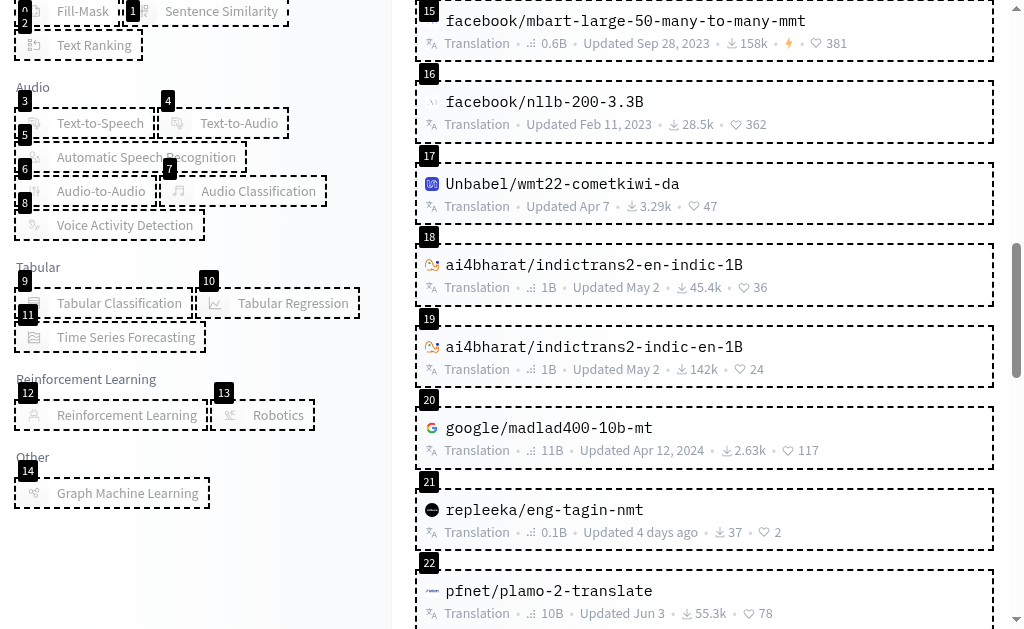 0
Fill-Mask
1
Sentence Similarity
2
Text Ranking
Audio
3
Text-to-Speech
4
Text-to-Audio
5
Automatic Speech Recognition
6
Audio-to-Audio
7
Audio Classification
8
Voice Activity Detection
Tabular
9
Tabular Classification
10
Tabular Regression
11
Time Series Forecasting
Reinforcement Learning
12
Reinforcement Learning
13
Robotics
Other
14
Graph Machine Learning
15
facebook/mbart-large-50-many-to-many-mmt
Translation • 0.6B • Updated Sep 28, 2023 • 158k • 381
16
facebook/nllb-200-3.3B
Translation • Updated Feb 11, 2023 • 28.5k • 362
17
Unbabel/wmt22-cometkiwi-da
Translation • Updated Apr 7 • 3.29k • 47
18
ai4bharat/indictrans2-en-indic-1B
Translation • 1B • Updated May 2 • 45.4k • 36
19
ai4bharat/indictrans2-indic-en-1B
Translation • 1B • Updated May 2 • 142k • 24
20
google/madlad400-10b-mt
Translation • 11B • Updated Apr 12, 2024 • 2.63k • 117
21
repleeka/eng-tagin-nmt
Translation • 0.1B • Updated 4 days ago • 37 • 2
22
pfnet/plamo-2-translate
Translation • 10B • Updated Jun 3 • 55.3k • 78